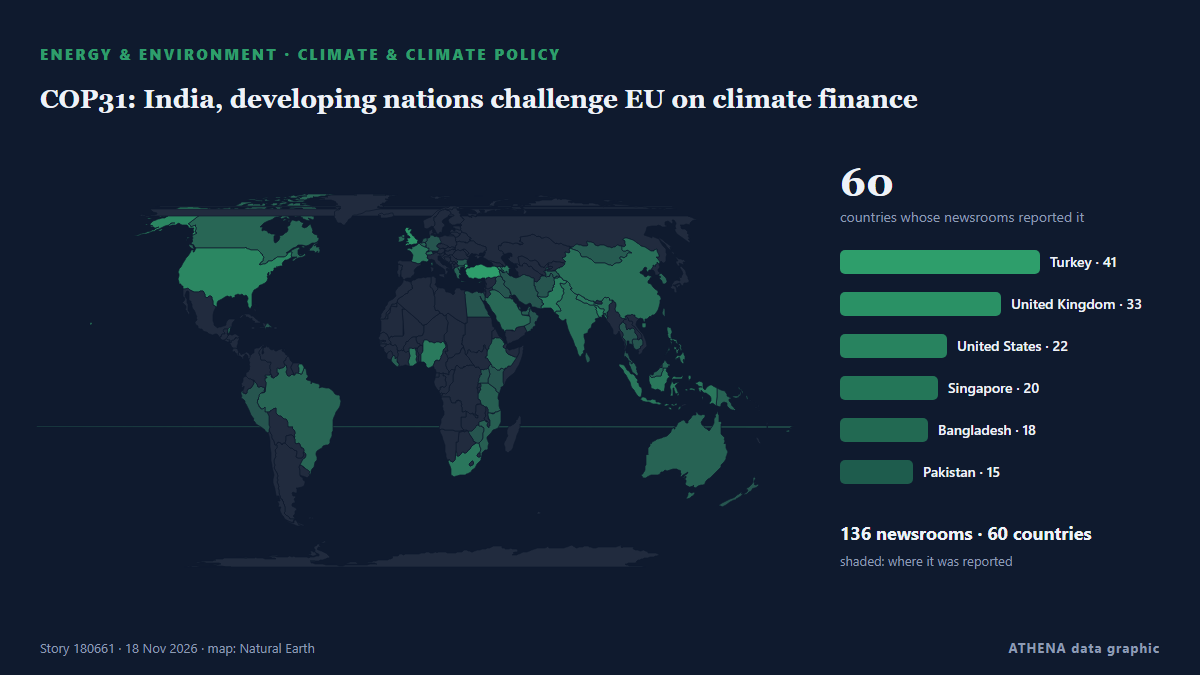 ENERGY & ENVIRONMENT · CLIMATE & CLIMATE POLICY
COP31: India, developing nations challenge EU on climate finance
60
countries whose newsrooms reported it
Turkey · 41
United Kingdom · 33
United States · 22
Singapore · 20
Bangladesh · 18
Pakistan · 15
136 newsrooms · 60 countries
shaded: where it was reported
Story 180661 · 18 Nov 2026 · map: Natural Earth
ATHENA data graphic